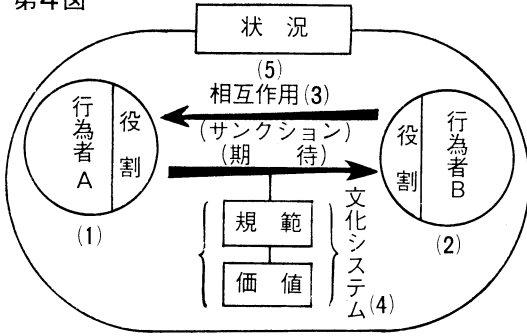 第4図
状況
(5)
相互作用(3)
(サンクション)
(期待)
行為者A
役割
(1)
役割
行為者B
(2)
規範
価値
文化システム(4)